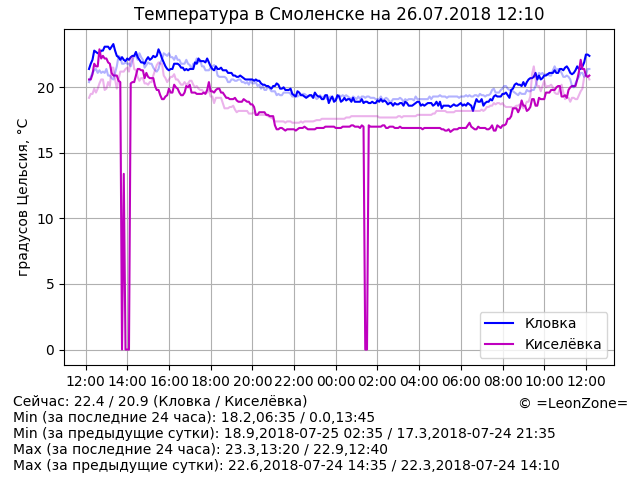 Температура в Смоленске на 26.07.2018 12:10
градусов Цельсия, °C
20
15
10
5
0
Кловка
Киселёвка
12:00 14:00 16:00 18:00 20:00 22:00 00:00 02:00 04:00 06:00 08:00 10:00 12:00
Сейчас: 22.4 / 20.9 (Кловка / Киселёвка)
© =LeonZone=
Min (за последние 24 часа): 18.2,06:35 / 0.0,13:45
Min (за предыдущие сутки): 18.9,2018-07-25 02:35 / 17.3,2018-07-24 21:35
Max (за последние 24 часа): 23.3,13:20 / 22.9,12:40
Max (за предыдущие сутки): 22.6,2018-07-24 14:35 / 22.3,2018-07-24 14:10